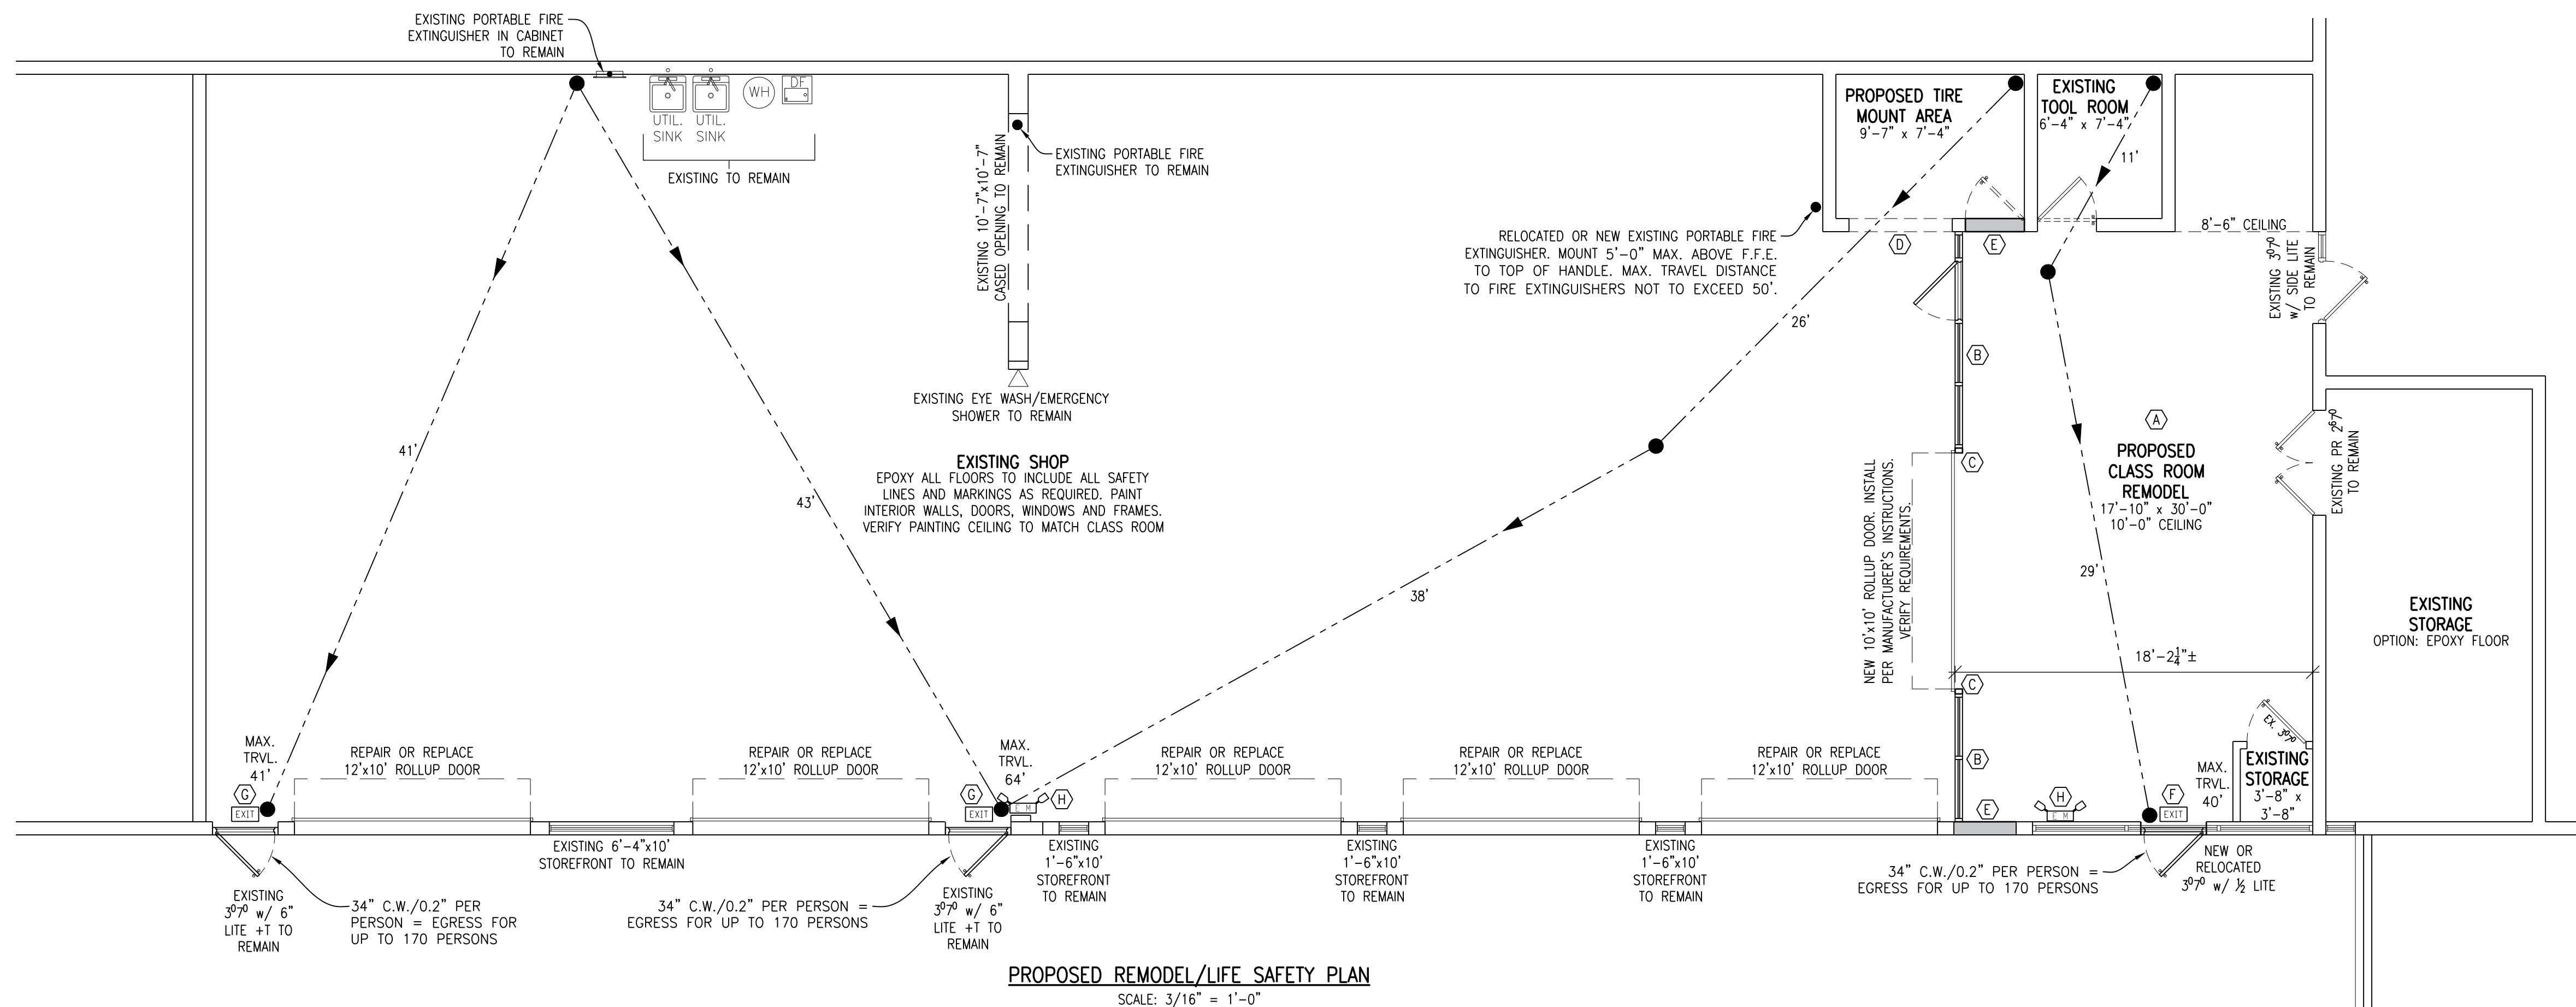 EXISTING PORTABLE FIRE
EXTINGUISHER IN CABINET
TO REMAIN
UTIL.
SINK
UTIL.
SINK
WH
DF
EXISTING TO REMAIN
EXISTING 10'-7"x10'-7"
CASED OPENING TO REMAIN
EXISTING PORTABLE FIRE
EXTINGUISHER TO REMAIN
EXISTING EYE WASH/EMERGENCY
SHOWER TO REMAIN
EXISTING SHOP
EPOXY ALL FLOORS TO INCLUDE ALL SAFETY
LINES AND MARKINGS AS REQUIRED. PAINT
INTERIOR WALLS, DOORS, WINDOWS AND FRAMES.
VERIFY PAINTING CEILING TO MATCH CLASS ROOM
41'
43'
PROPOSED TIRE
MOUNT AREA
9'-7" x 7'-4"
EXISTING
TOOL ROOM
6'-4" x 7'-4"
11'
RELOCATED OR NEW EXISTING PORTABLE FIRE
EXTINGUISHER. MOUNT 5'-0" MAX. ABOVE F.F.E.
TO TOP OF HANDLE. MAX. TRAVEL DISTANCE
TO FIRE EXTINGUISHERS NOT TO EXCEED 50'.
D
E
8'-6" CEILING
EXISTING 3⁰7⁰
w/ SIDE LITE
TO REMAIN
26'
B
A
PROPOSED
CLASS ROOM
REMODEL
17'-10" x 30'-0"
10'-0" CEILING
EXISTING PR 2⁶7⁰
TO REMAIN
C
NEW 10'x10' ROLLUP DOOR. INSTALL
PER MANUFACTURER'S INSTRUCTIONS.
VERIFY REQUIREMENTS.
38'
29'
EXISTING
STORAGE
OPTION: EPOXY FLOOR
18'-2¼"±
C
EX. 3⁰7⁰
B
EXISTING
STORAGE
3'-8" x
3'-8"
MAX.
TRVL.
41'
G
EXIT
REPAIR OR REPLACE
12'x10' ROLLUP DOOR
REPAIR OR REPLACE
12'x10' ROLLUP DOOR
MAX.
TRVL.
64'
G
EXIT
E M
H
REPAIR OR REPLACE
12'x10' ROLLUP DOOR
REPAIR OR REPLACE
12'x10' ROLLUP DOOR
REPAIR OR REPLACE
12'x10' ROLLUP DOOR
E
H
E M
F
EXIT
MAX.
TRVL.
40'
EXISTING
3⁰7⁰ w/ 6"
LITE +T TO
REMAIN
34" C.W./0.2" PER
PERSON = EGRESS FOR
UP TO 170 PERSONS
EXISTING 6'-4"x10'
STOREFRONT TO REMAIN
34" C.W./0.2" PER PERSON =
EGRESS FOR UP TO 170 PERSONS
EXISTING
3⁰7⁰ w/ 6"
LITE +T TO
REMAIN
EXISTING
1'-6"x10'
STOREFRONT
TO REMAIN
EXISTING
1'-6"x10'
STOREFRONT
TO REMAIN
EXISTING
1'-6"x10'
STOREFRONT
TO REMAIN
34" C.W./0.2" PER PERSON =
EGRESS FOR UP TO 170 PERSONS
NEW OR
RELOCATED
3⁰7⁰ w/ ½ LITE
PROPOSED REMODEL/LIFE SAFETY PLAN
SCALE: 3/16" = 1'-0"